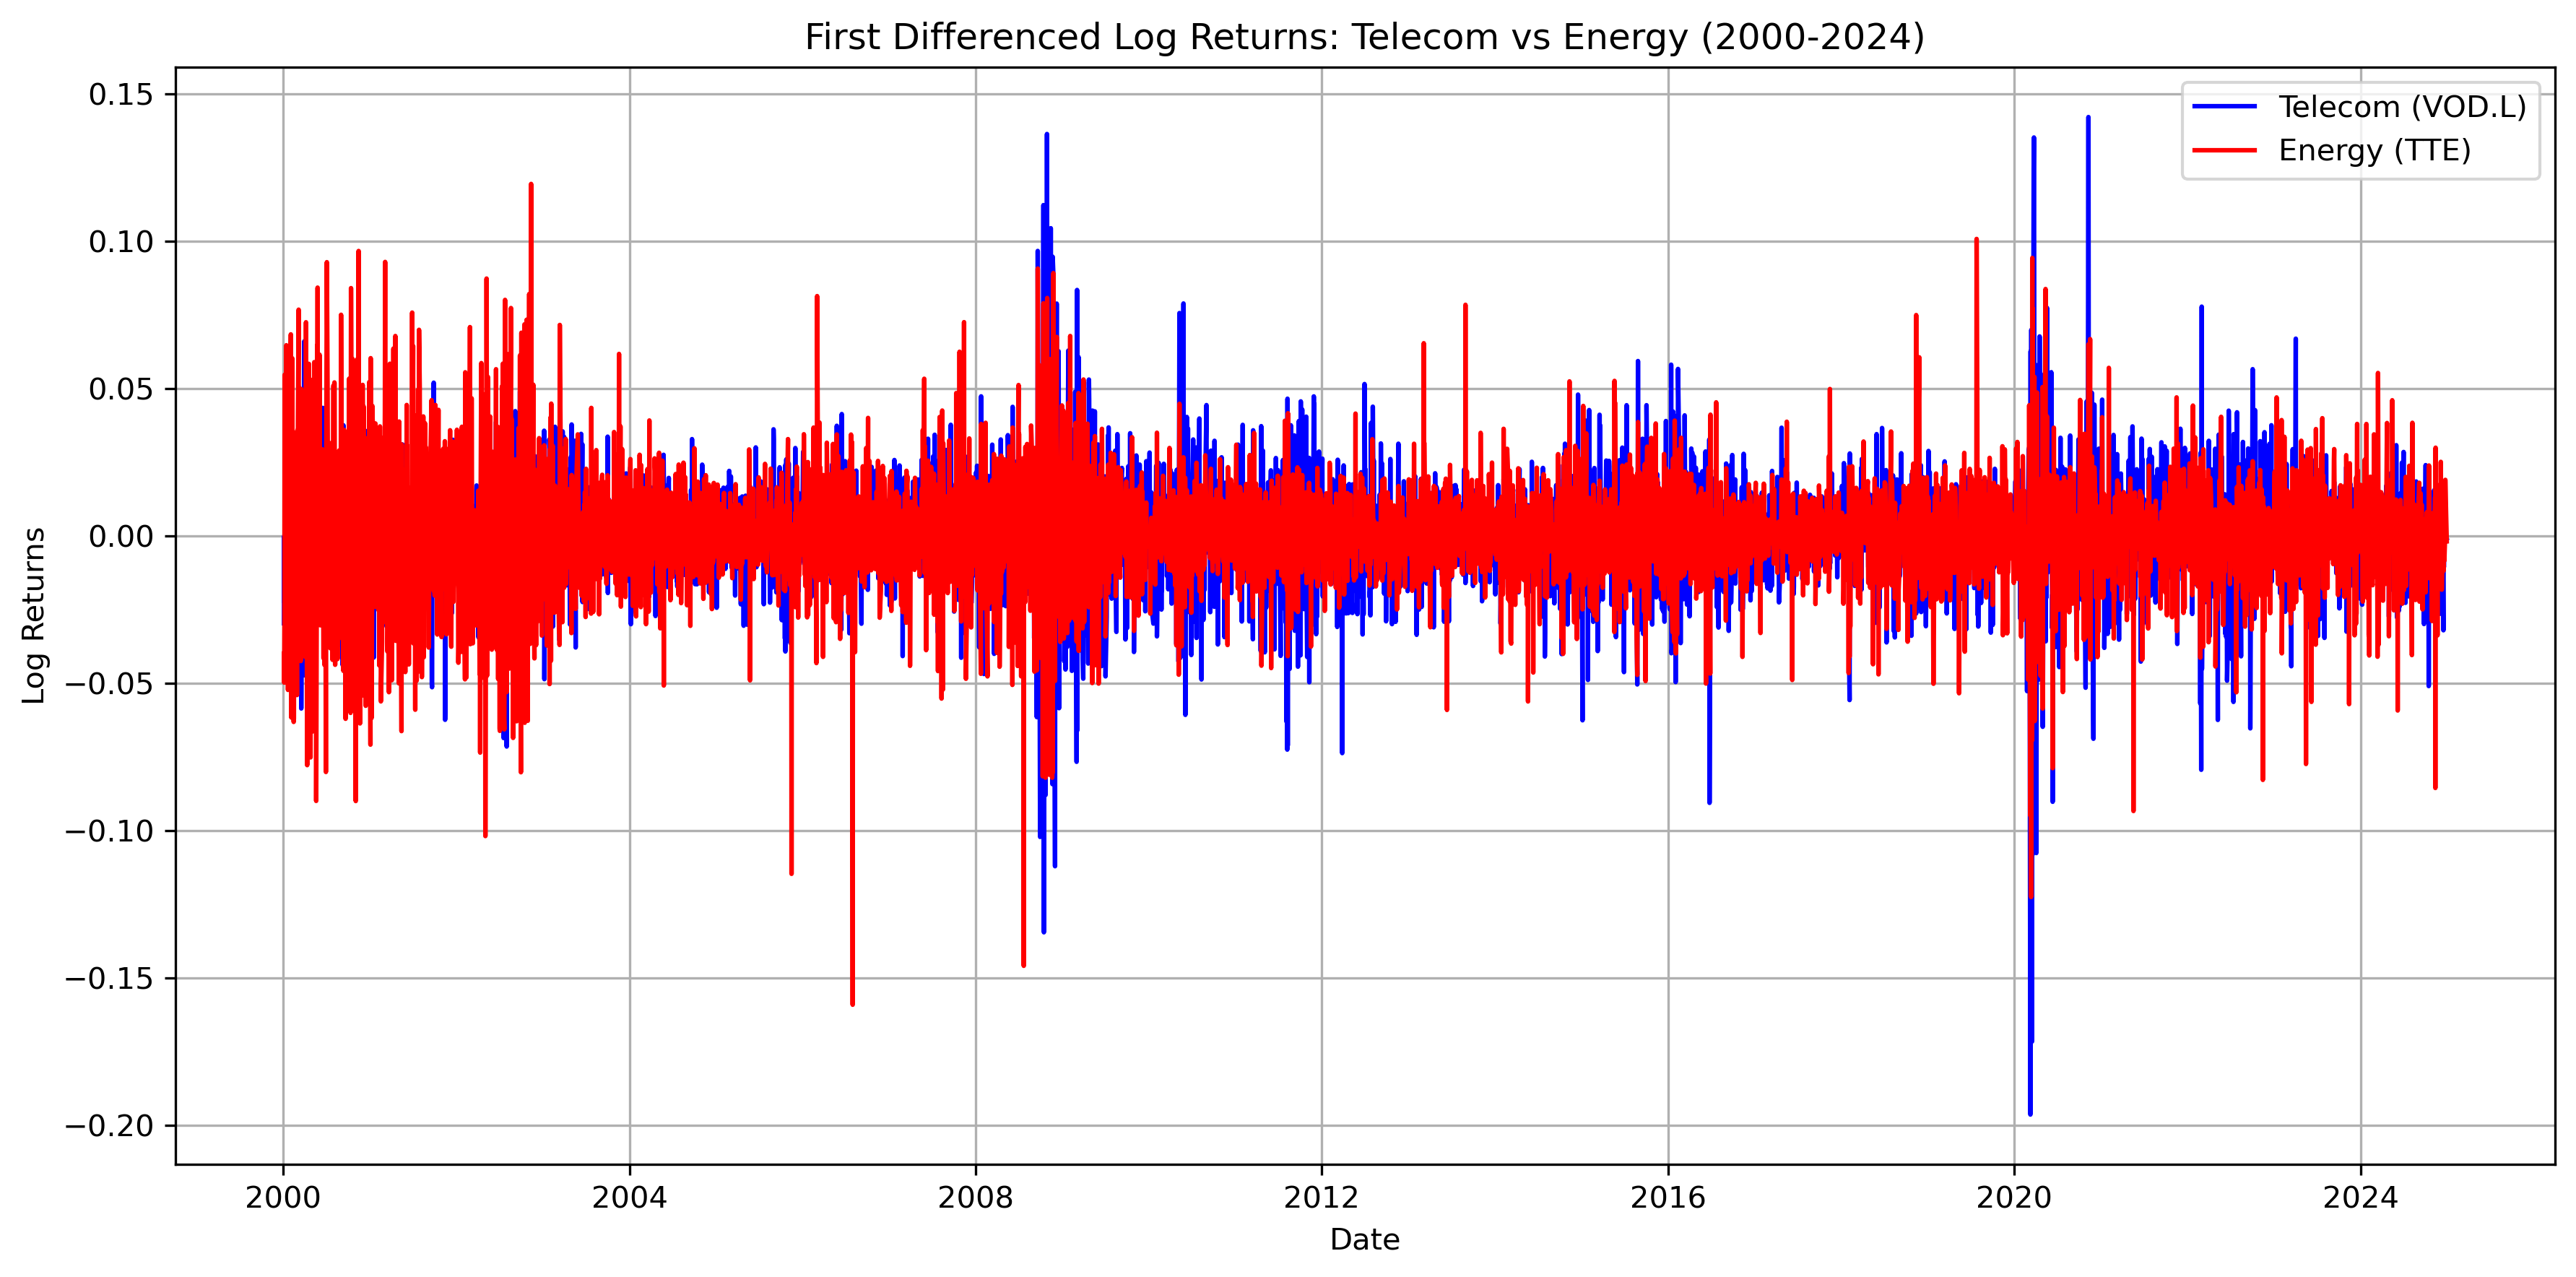 First Differenced Log Returns: Telecom vs Energy (2000-2024)
Telecom (VOD.L)
Energy (TTE)
Log Returns
0.15
0.10
0.05
0.00
−0.05
−0.10
−0.15
−0.20
2000 2004 2008 2012 2016 2020 2024
Date